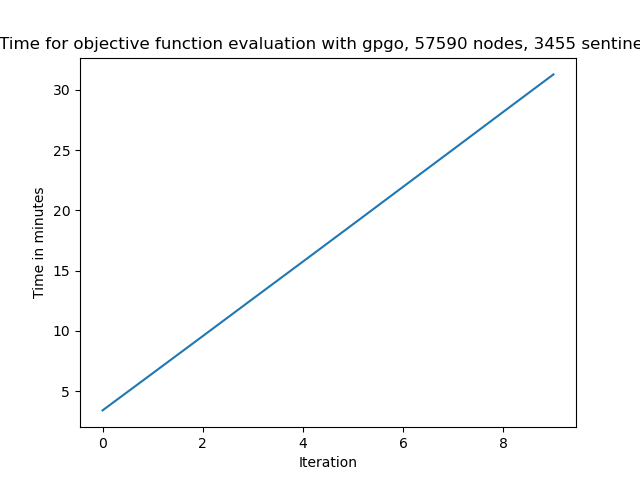 Time for objective function evaluation with gpgo, 57590 nodes, 3455 sentine
30
25
20
15
10
5
Time in minutes
0 2 4 6 8
Iteration